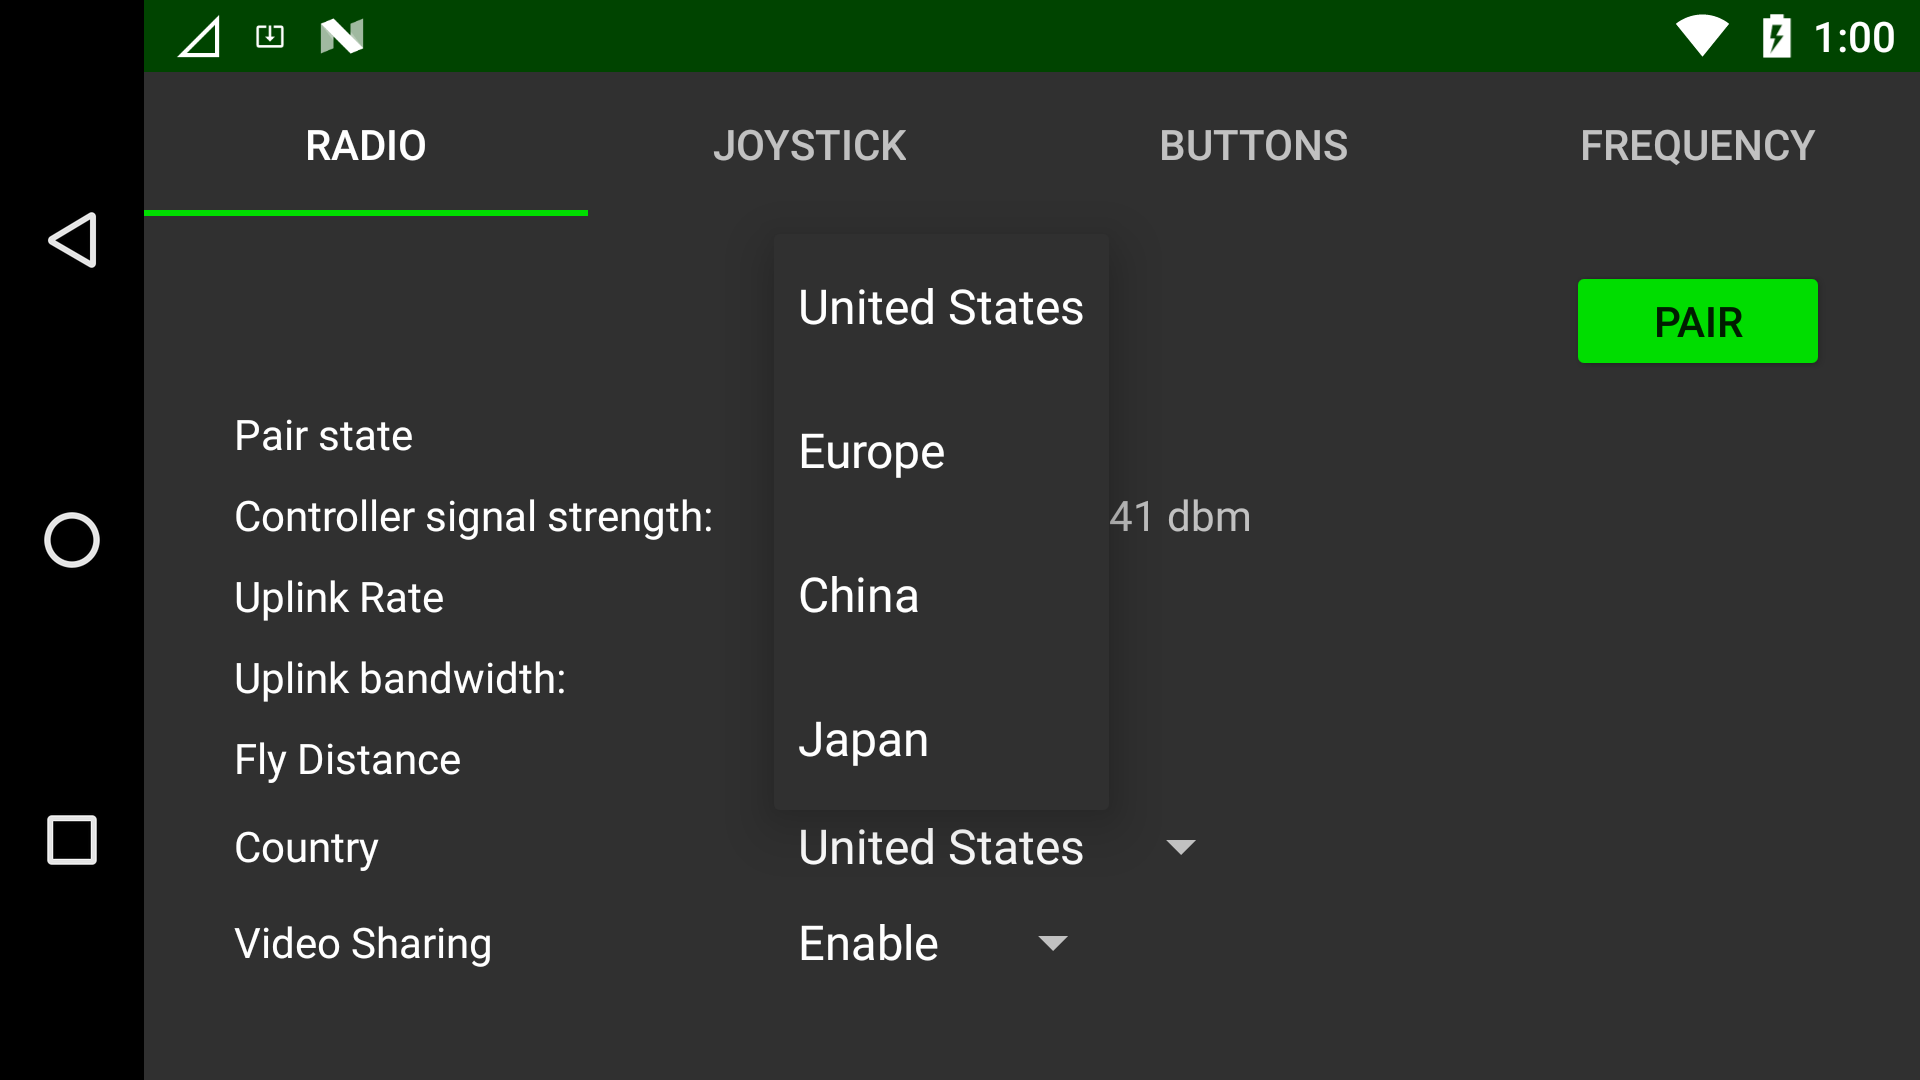 1:00
RADIO
JOYSTICK
BUTTONS
FREQUENCY
United States
PAIR
Europe
Pair state
Controller signal strength:
41 dbm
China
Uplink Rate
Uplink bandwidth:
Japan
Fly Distance
Country
United States
Video Sharing
Enable